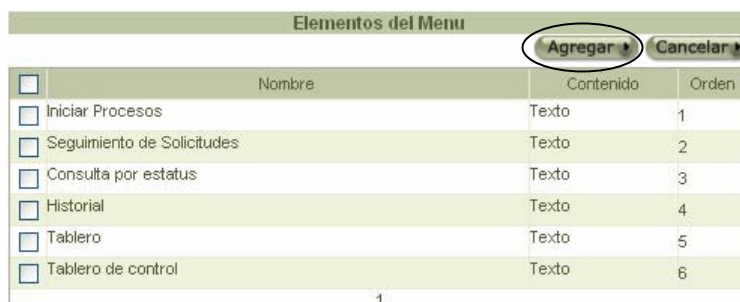 Elementos del Menu
Agregar Cancelar
Nombre Contenido Orden
Iniciar Procesos Texto 1
Seguimiento de Solicitudes Texto 2
Consulta por estatus Texto 3
Historial Texto 4
Tablero Texto 5
Tablero de control Texto 6
1